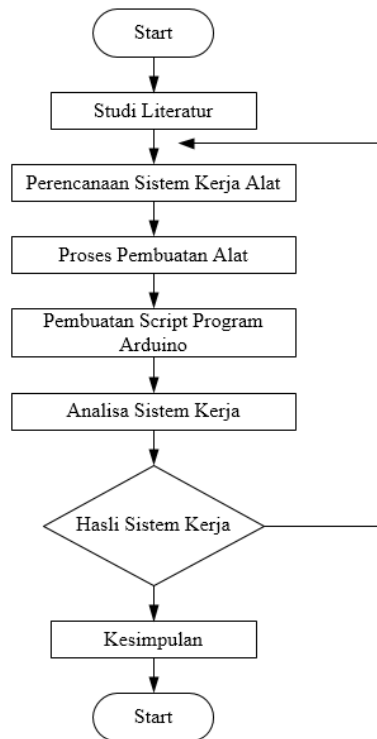 Start
Studi Literatur
Perencanaan Sistem Kerja Alat
Proses Pembuatan Alat
Pembuatan Script Program
Arduino
Analisa Sistem Kerja
Hasli Sistem Kerja
Kesimpulan
Start